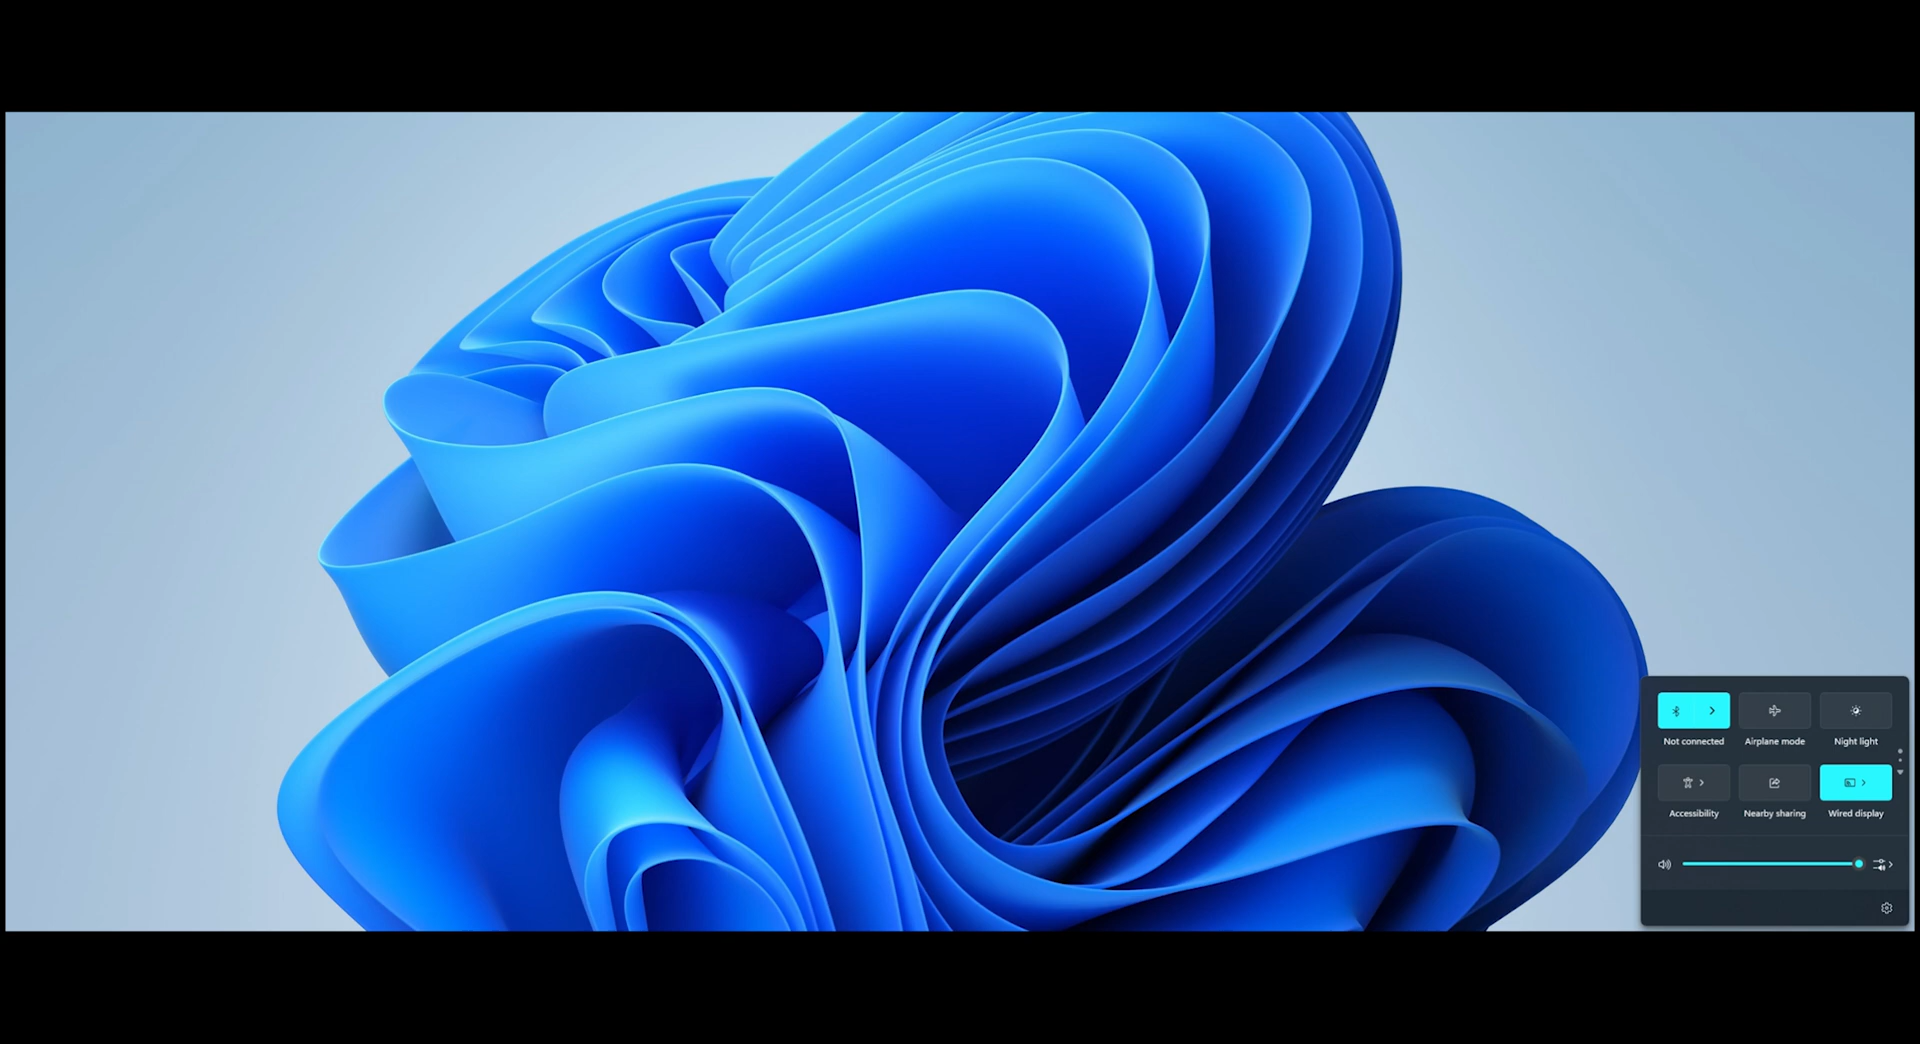 Not connected Airplane mode Night light
Accessibility Nearby sharing Wired display